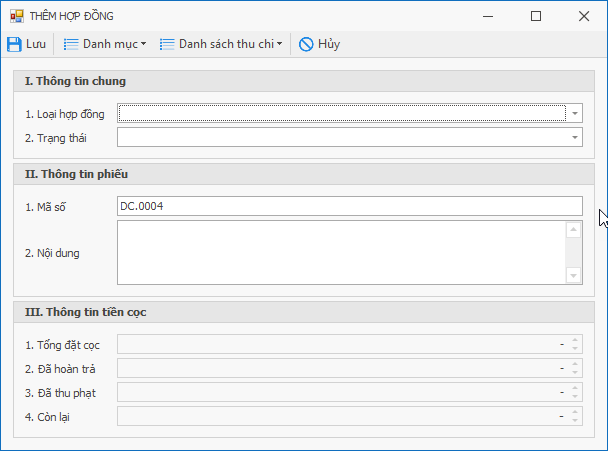 THÊM HỢP ĐỒNG
Lưu Danh mục Danh sách thu chi Hủy
I. Thông tin chung
1. Loại hợp đồng
2. Trạng thái
II. Thông tin phiếu
1. Mã số DC.0004
2. Nội dung
III. Thông tin tiền cọc
1. Tổng đặt cọc -
2. Đã hoàn trả -
3. Đã thu phạt -
4. Còn lại -